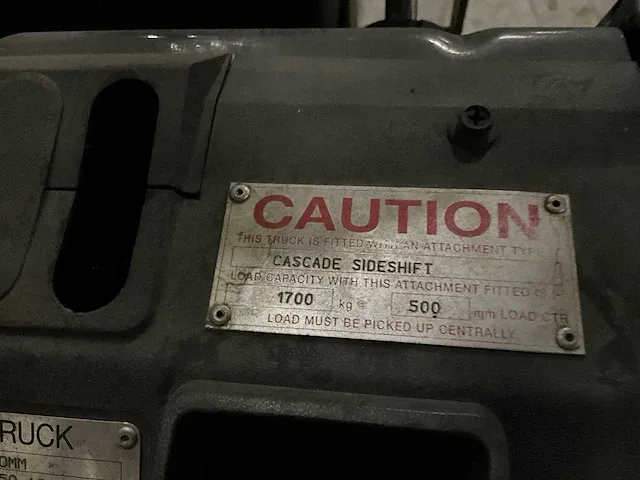 CAUTION
THIS TRUCK IS FITTED WITH AN ATTACHMENT TYPE
CASCADE SIDESHIFT
LOAD CAPACITY WITH THIS ATTACHMENT FITTED IS
1700 kg @ 500 mm LOAD CTR
LOAD MUST BE PICKED UP CENTRALLY
RUCK
0MM